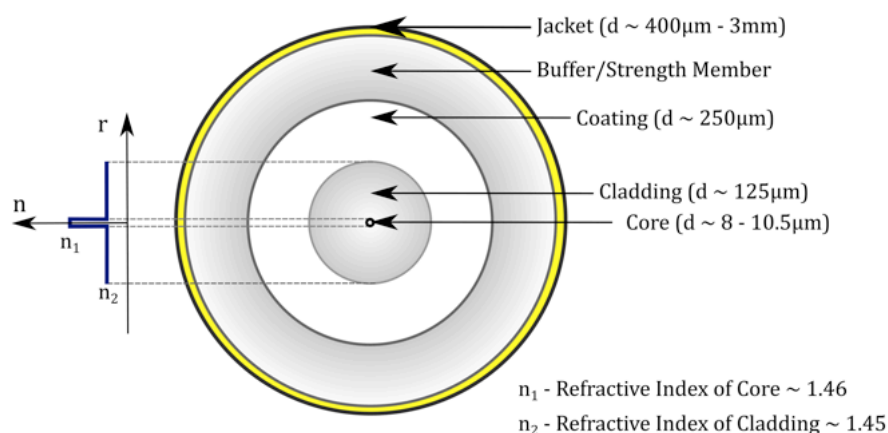 Jacket (d ~ 400μm - 3mm)
Buffer/Strength Member
Coating (d ~ 250μm)
r
Cladding (d ~ 125μm)
n
Core (d ~ 8 - 10.5μm)
n₁
n₂
n₁ - Refractive Index of Core ~ 1.46
n₂ - Refractive Index of Cladding ~ 1.45